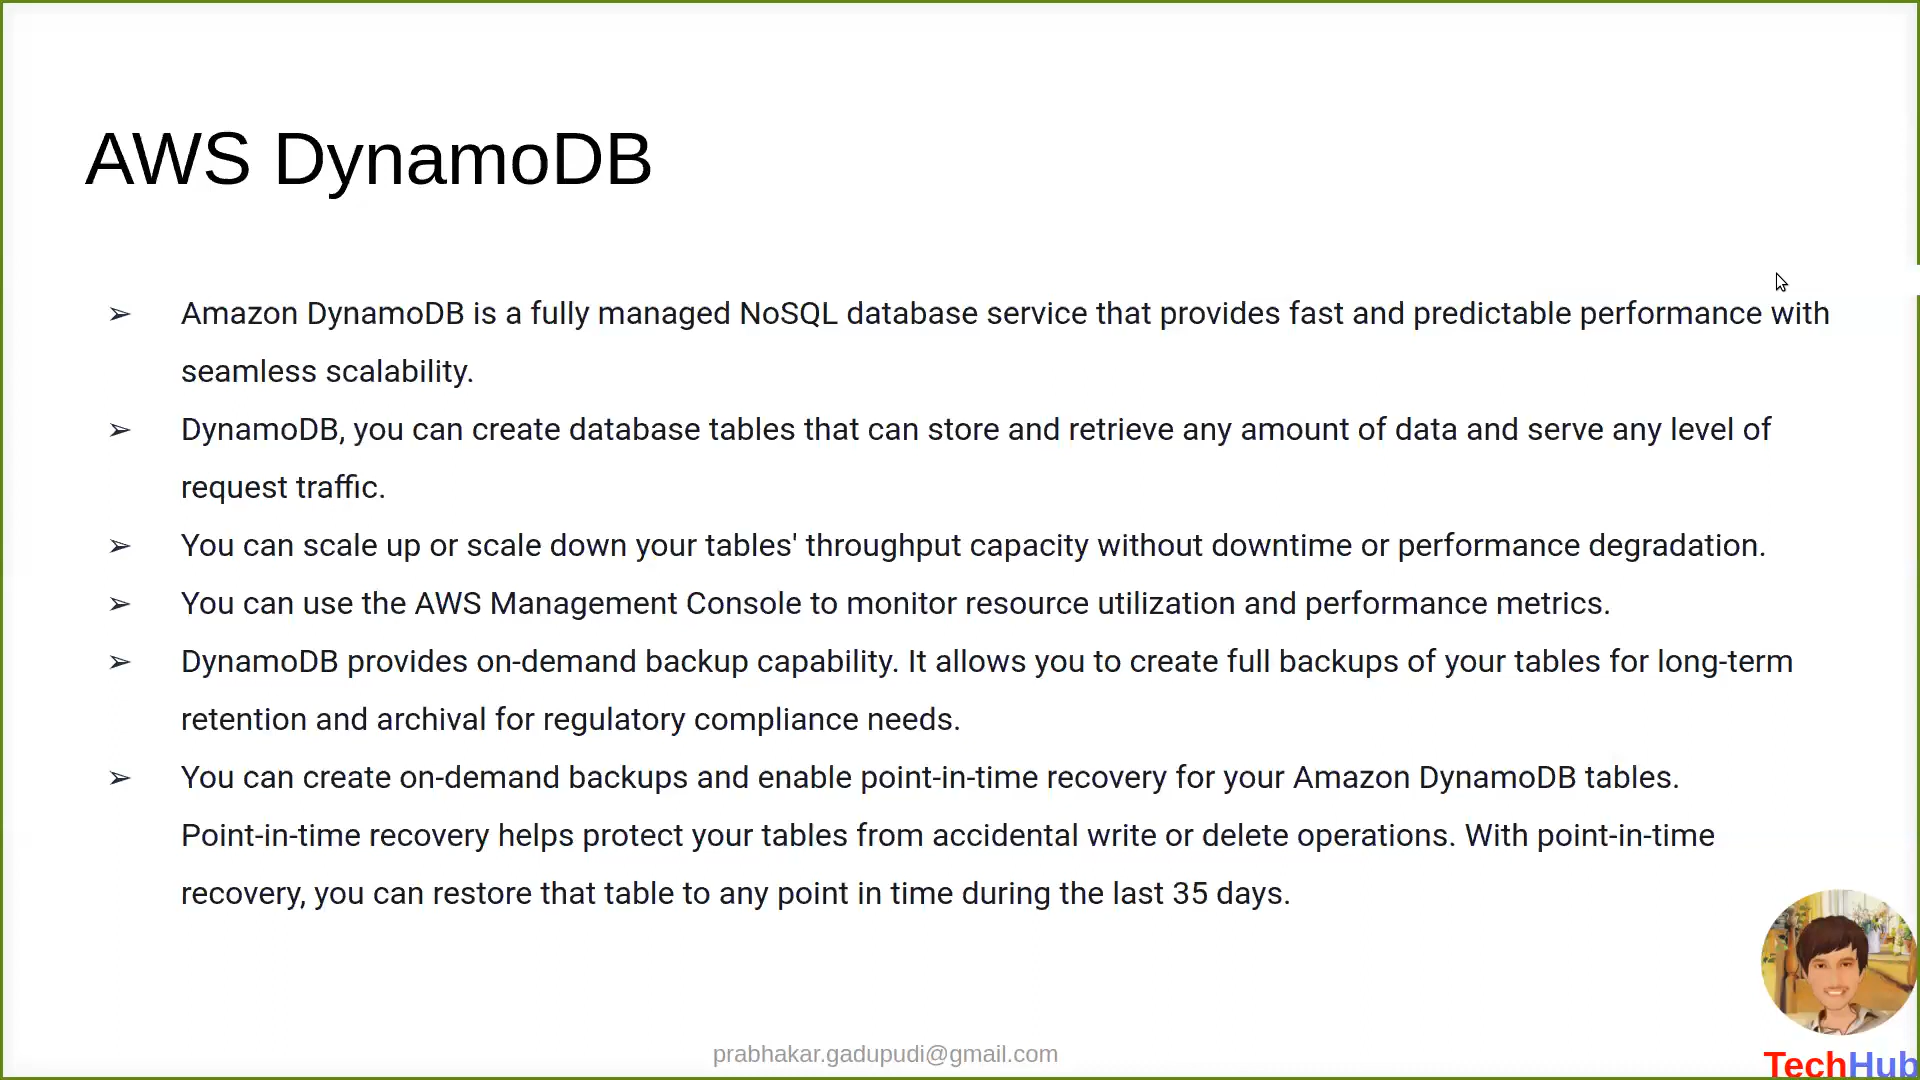 AWS DynamoDB
➢ Amazon DynamoDB is a fully managed NoSQL database service that provides fast and predictable performance with
seamless scalability.
➢ DynamoDB, you can create database tables that can store and retrieve any amount of data and serve any level of
request traffic.
➢ You can scale up or scale down your tables' throughput capacity without downtime or performance degradation.
➢ You can use the AWS Management Console to monitor resource utilization and performance metrics.
➢ DynamoDB provides on-demand backup capability. It allows you to create full backups of your tables for long-term
retention and archival for regulatory compliance needs.
➢ You can create on-demand backups and enable point-in-time recovery for your Amazon DynamoDB tables.
Point-in-time recovery helps protect your tables from accidental write or delete operations. With point-in-time
recovery, you can restore that table to any point in time during the last 35 days.
prabhakar.gadupudi@gmail.com
TechHub